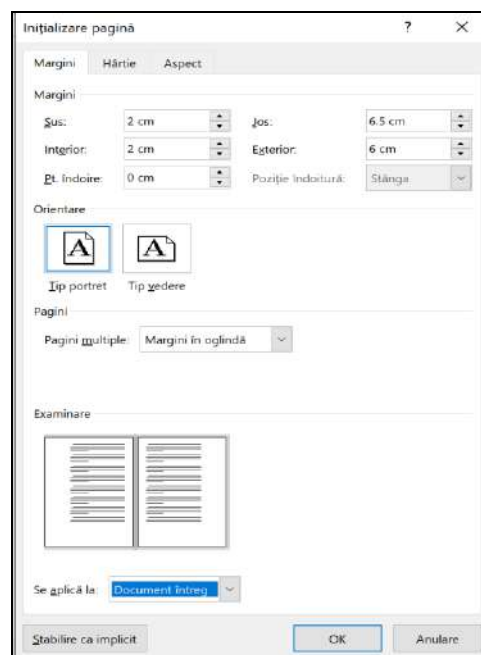 Inițializare pagină ? ×
Margini Hârtie Aspect
Margini
Sus: 2 cm Jos: 6.5 cm
Interior: 2 cm Exterior: 6 cm
Pt. îndoire: 0 cm Poziție îndoitură: Stânga
Orientare
A A
Tip portret Tip vedere
Pagini
Pagini multiple: Margini în oglindă
Examinare
Se aplică la: Document întreg
Stabilire ca implicit OK Anulare